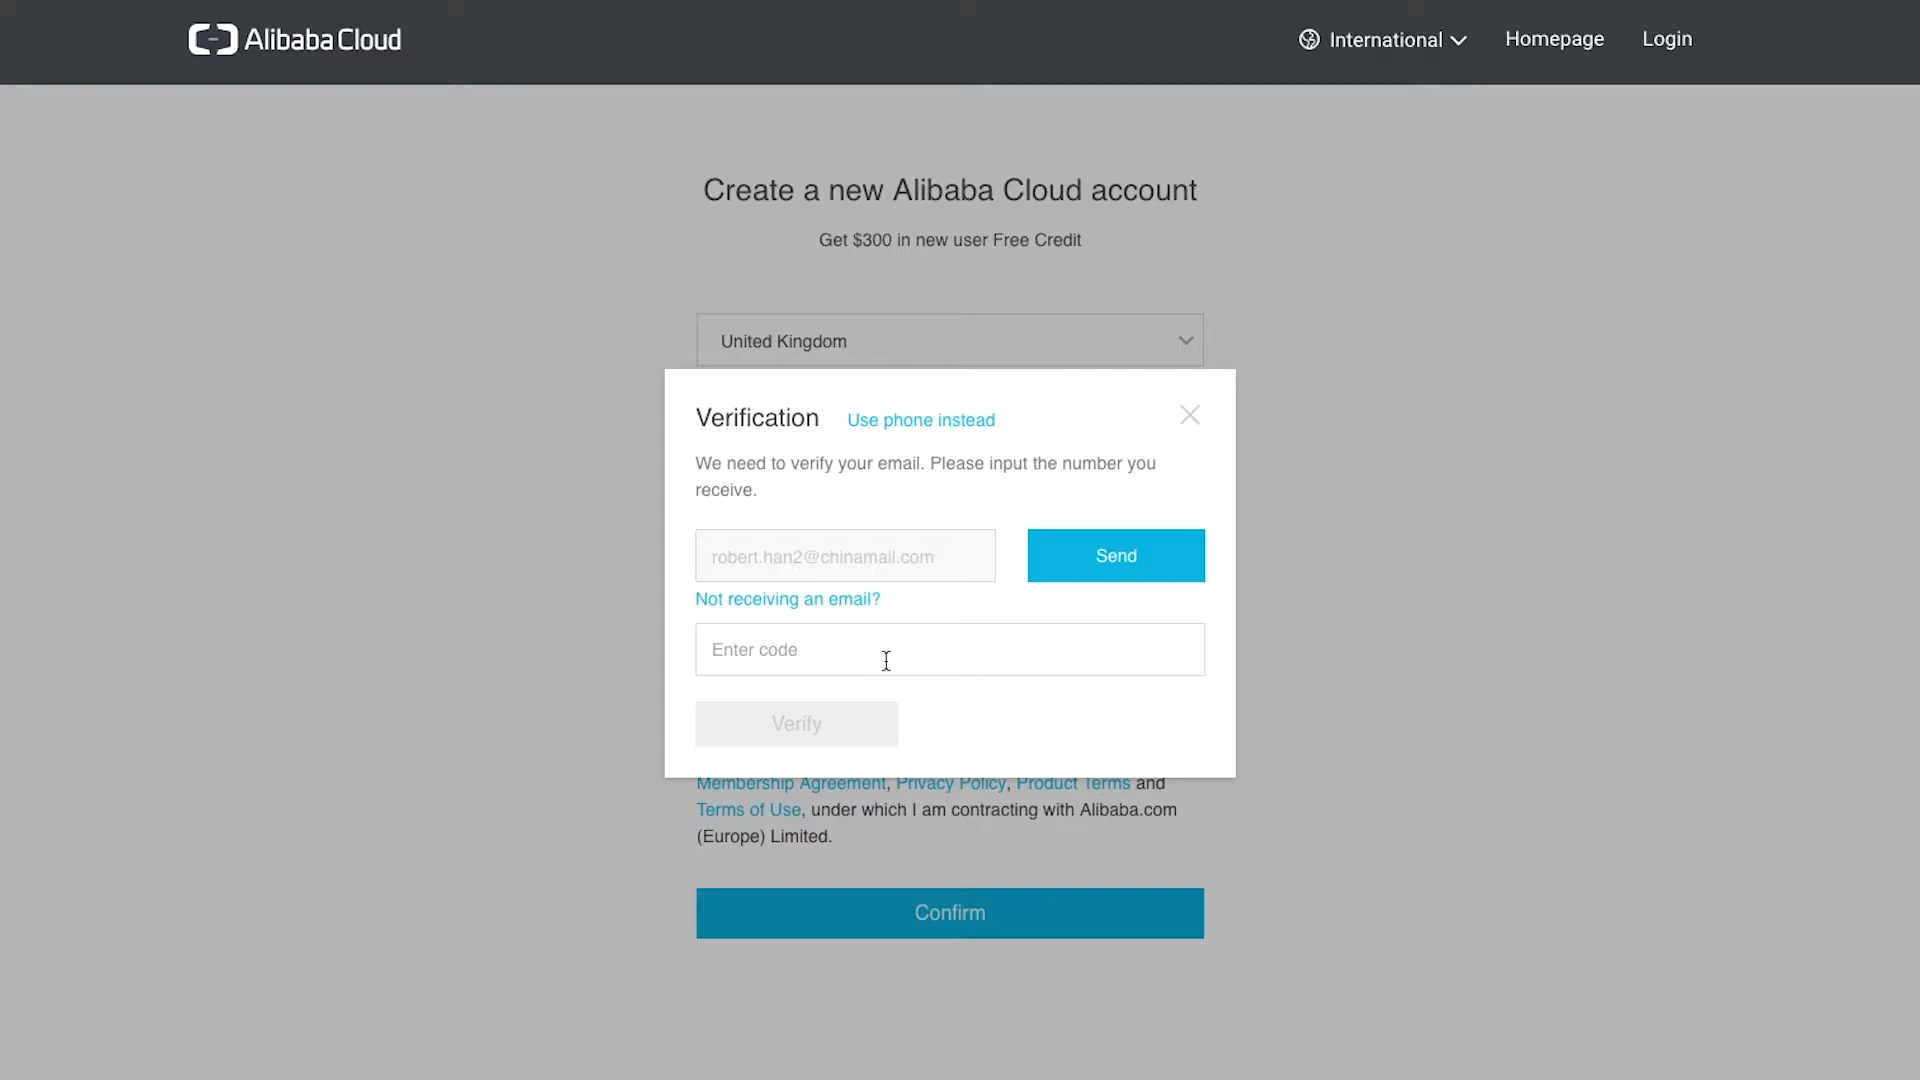 Alibaba Cloud
International
Homepage
Login
Create a new Alibaba Cloud account
Get $300 in new user Free Credit
United Kingdom
Verification
Use phone instead
We need to verify your email. Please input the number you
receive.
robert.han2@chinamail.com
Send
Not receiving an email?
Enter code
Verify
Membership Agreement, Privacy Policy, Product Terms and
Terms of Use, under which I am contracting with Alibaba.com
(Europe) Limited.
Confirm